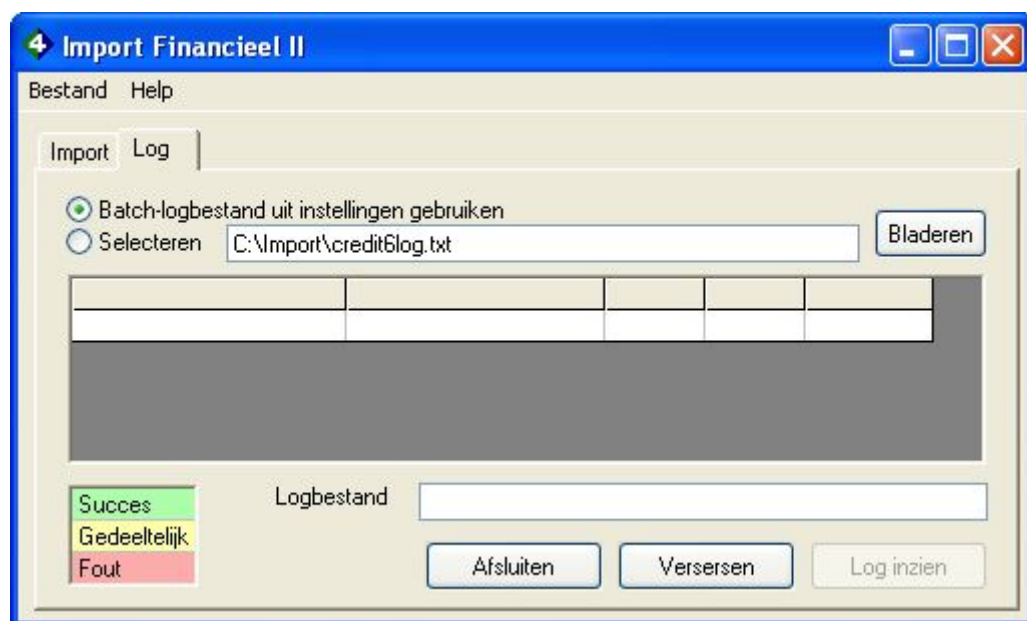 4 Import Financieel II
Bestand Help
Import Log
Batch-logbestand uit instellingen gebruiken
Selecteren C:\Import\credit6log.txt Bladeren
Succes Logbestand
Gedeeltelijk
Fout Afsluiten Versersen Log inzien